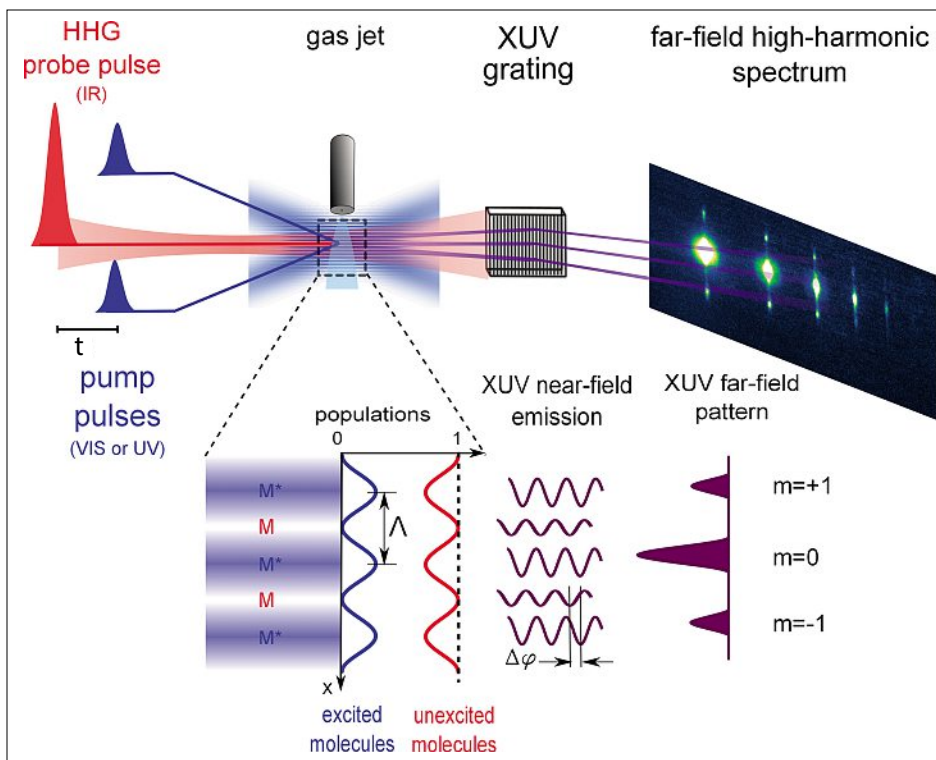 HHG
probe pulse
(IR)
gas jet
XUV
grating
far-field high-harmonic
spectrum
t
pump
pulses
(VIS or UV)
populations
0
1
XUV near-field
emission
XUV far-field
pattern
M*
M
M*
M
M*
Λ
Δφ
m=+1
m=0
m=-1
x
excited
molecules
unexcited
molecules